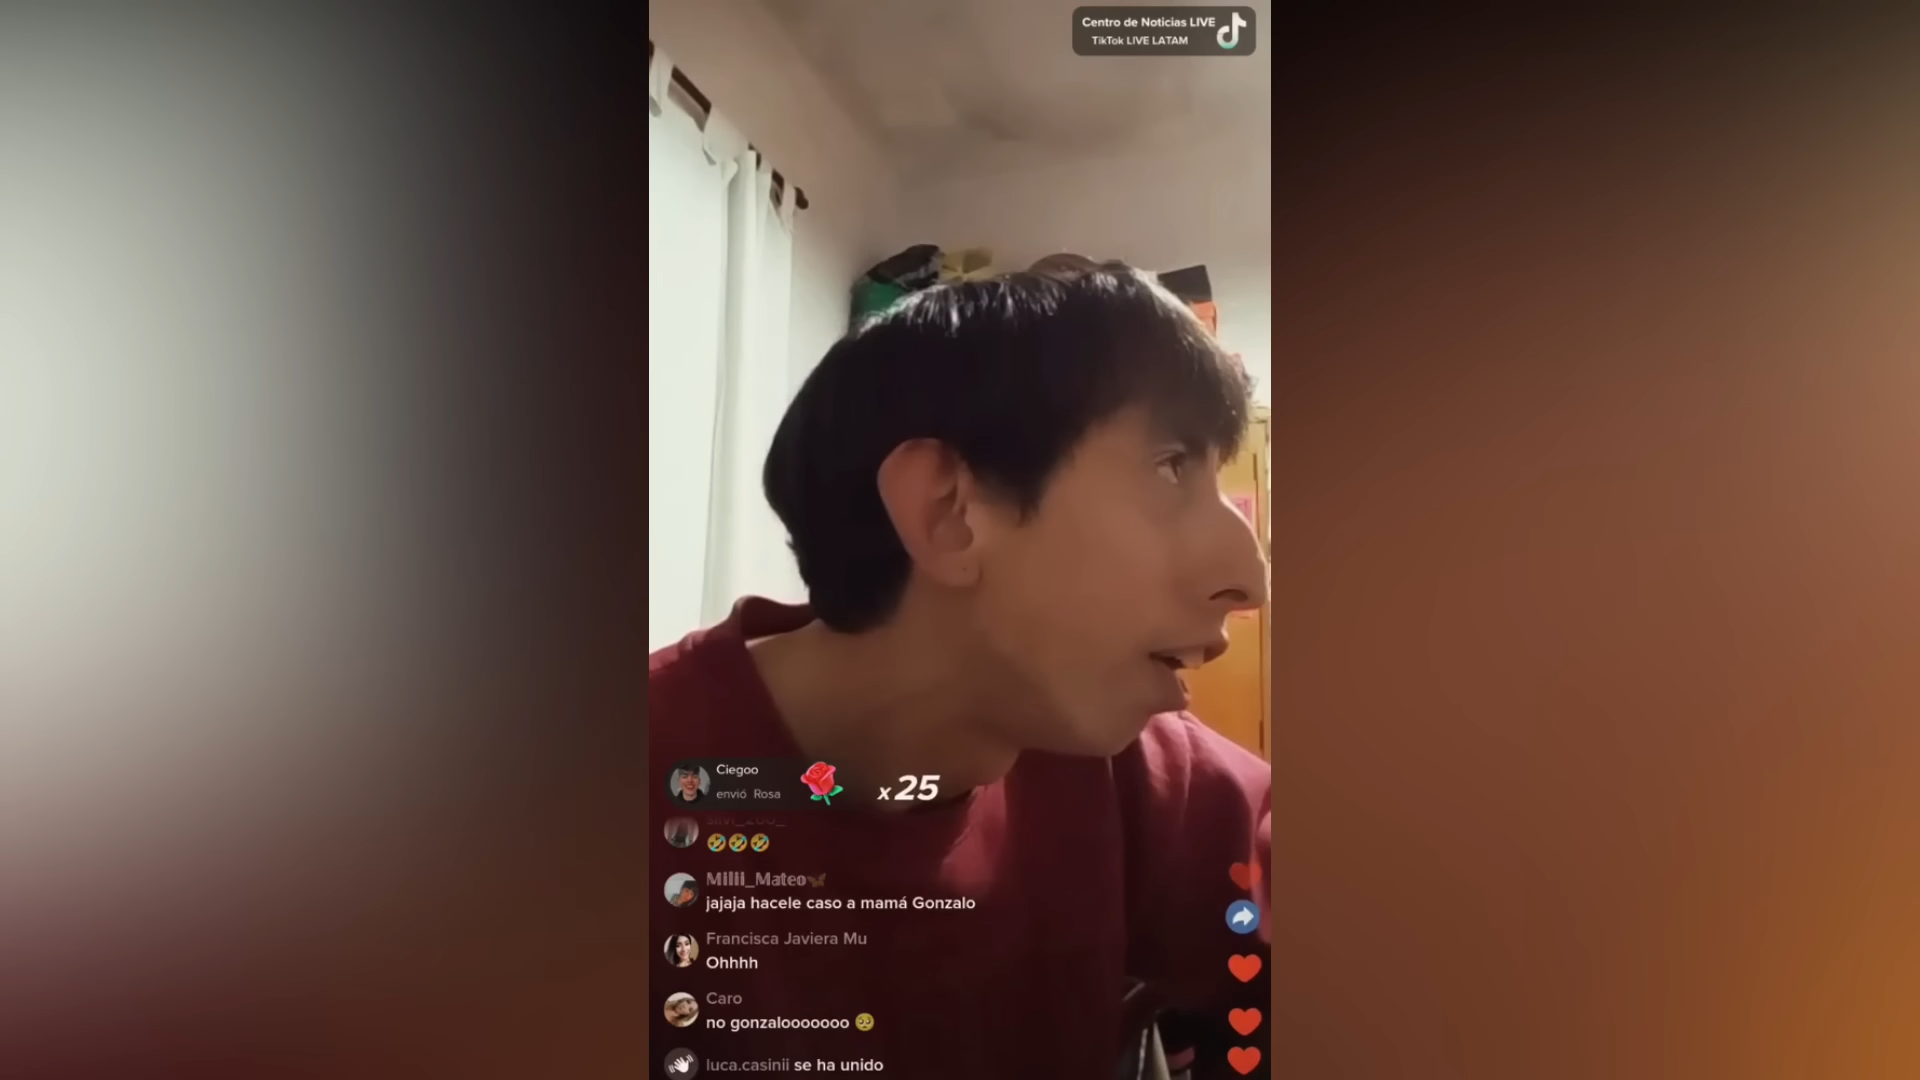 Centro de Noticias LIVE
TikTok LIVE LATAM
Ciegoo
envió Rosa
x25
Milli_Mateo
jajaja hacele caso a mamá Gonzalo
Francisca Javiera Mu
Ohhhh
Caro
no gonzalooooooo
luca.casinii se ha unido